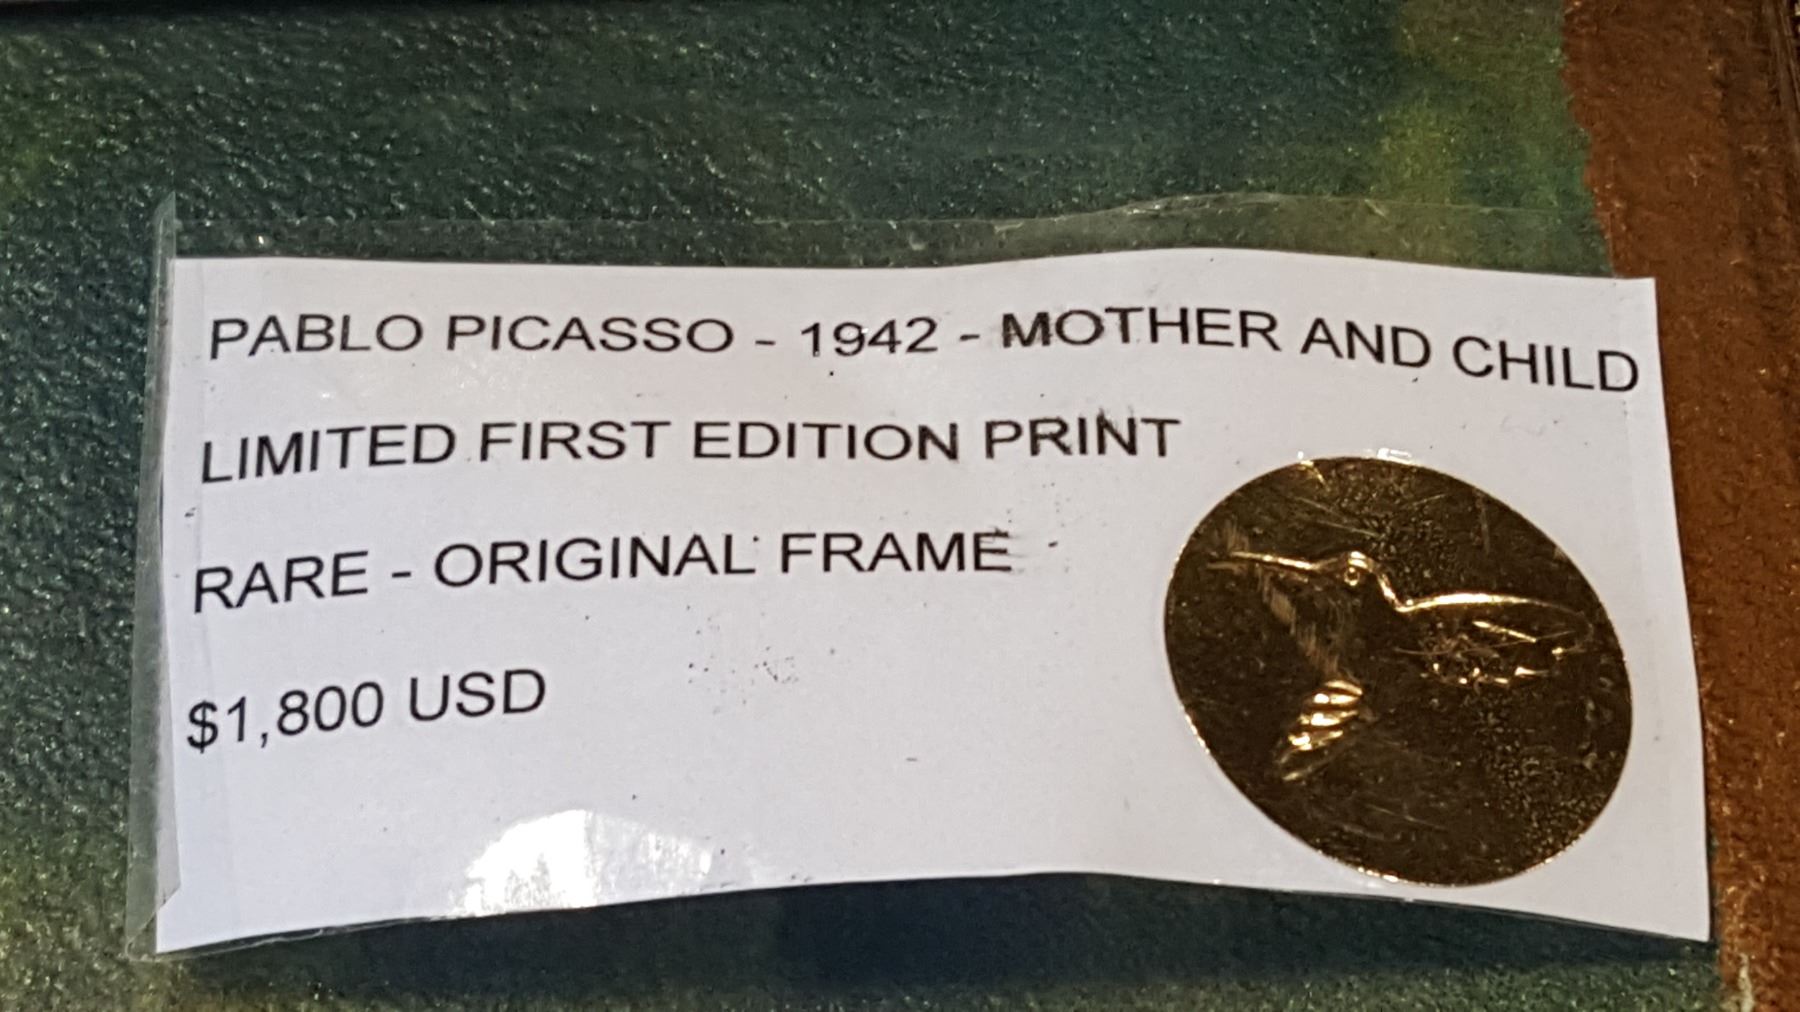 PABLO PICASSO - 1942 - MOTHER AND CHILD
LIMITED FIRST EDITION PRINT
RARE - ORIGINAL FRAME
$1,800 USD